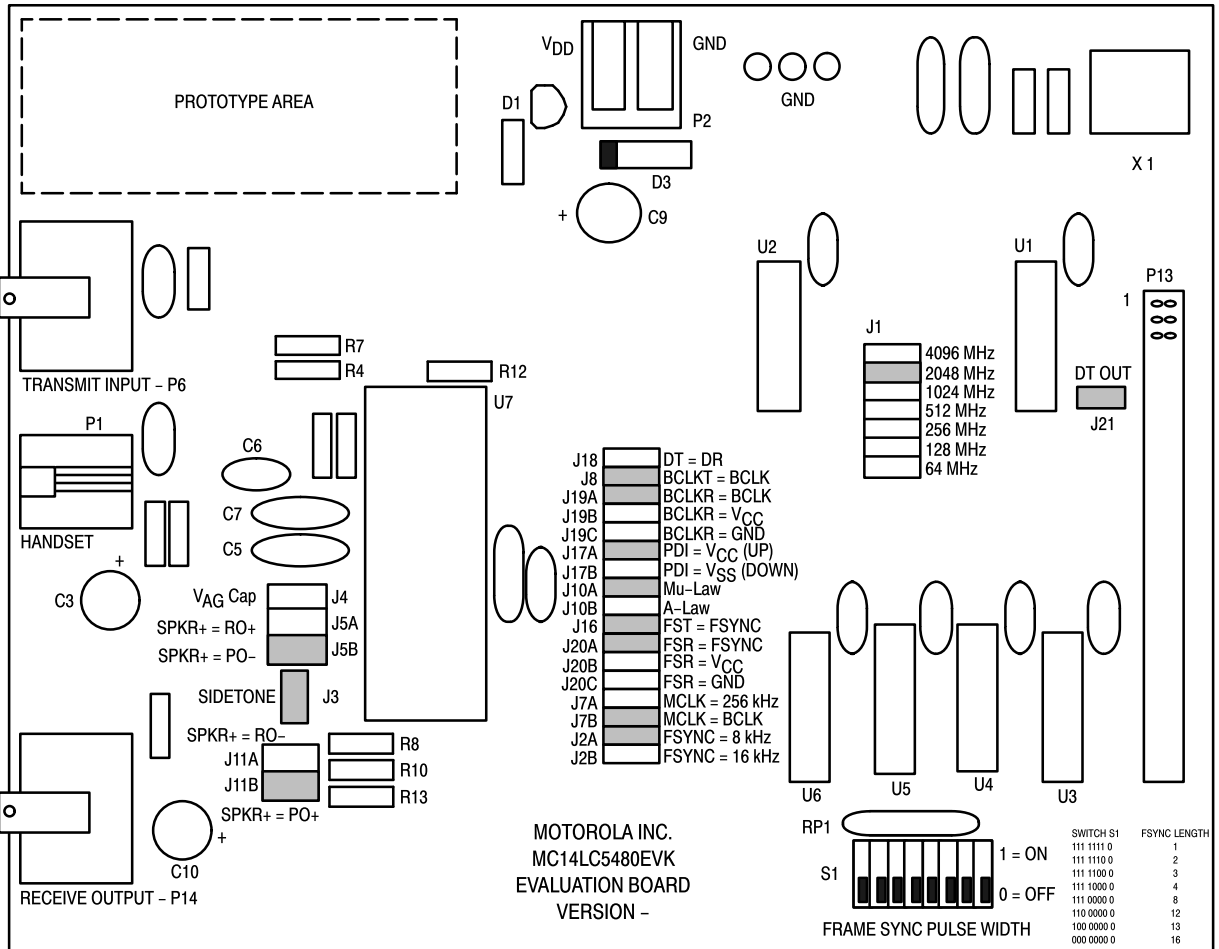 PROTOTYPE AREA
VDD
GND
D1
P2
GND
D3
+
C9
X 1
TRANSMIT INPUT – P6
P1
HANDSET
R7
R4
R12
U7
C6
C7
C5
+
C3
VAG Cap
J4
SPKR+ = RO+
J5A
SPKR+ = PO–
J5B
SIDETONE
J3
SPKR+ = RO–
J11A
J11B
SPKR+ = PO+
R8
R10
R13
+
C10
RECEIVE OUTPUT – P14
J18 DT = DR
J8 BCLKT = BCLK
J19A BCLKR = BCLK
J19B BCLKR = VCC
J19C BCLKR = GND
J17A PDI = VCC (UP)
J17B PDI = VSS (DOWN)
J10A Mu–Law
J10B A–Law
J16 FST = FSYNC
J20A FSR = FSYNC
J20B FSR = VCC
J20C FSR = GND
J7A MCLK = 256 kHz
J7B MCLK = BCLK
J2A FSYNC = 8 kHz
J2B FSYNC = 16 kHz
U2
U1
J1
4096 MHz
2048 MHz
1024 MHz
512 MHz
256 MHz
128 MHz
64 MHz
DT OUT
J21
P13
1
U6
U5
U4
U3
RP1
S1
1 = ON
0 = OFF
FRAME SYNC PULSE WIDTH
MOTOROLA INC.
MC14LC5480EVK
EVALUATION BOARD
VERSION –
SWITCH S1 FSYNC LENGTH
111 1111 0 1
111 1110 0 2
111 1100 0 3
111 1000 0 4
111 0000 0 8
110 0000 0 12
100 0000 0 13
000 0000 0 16